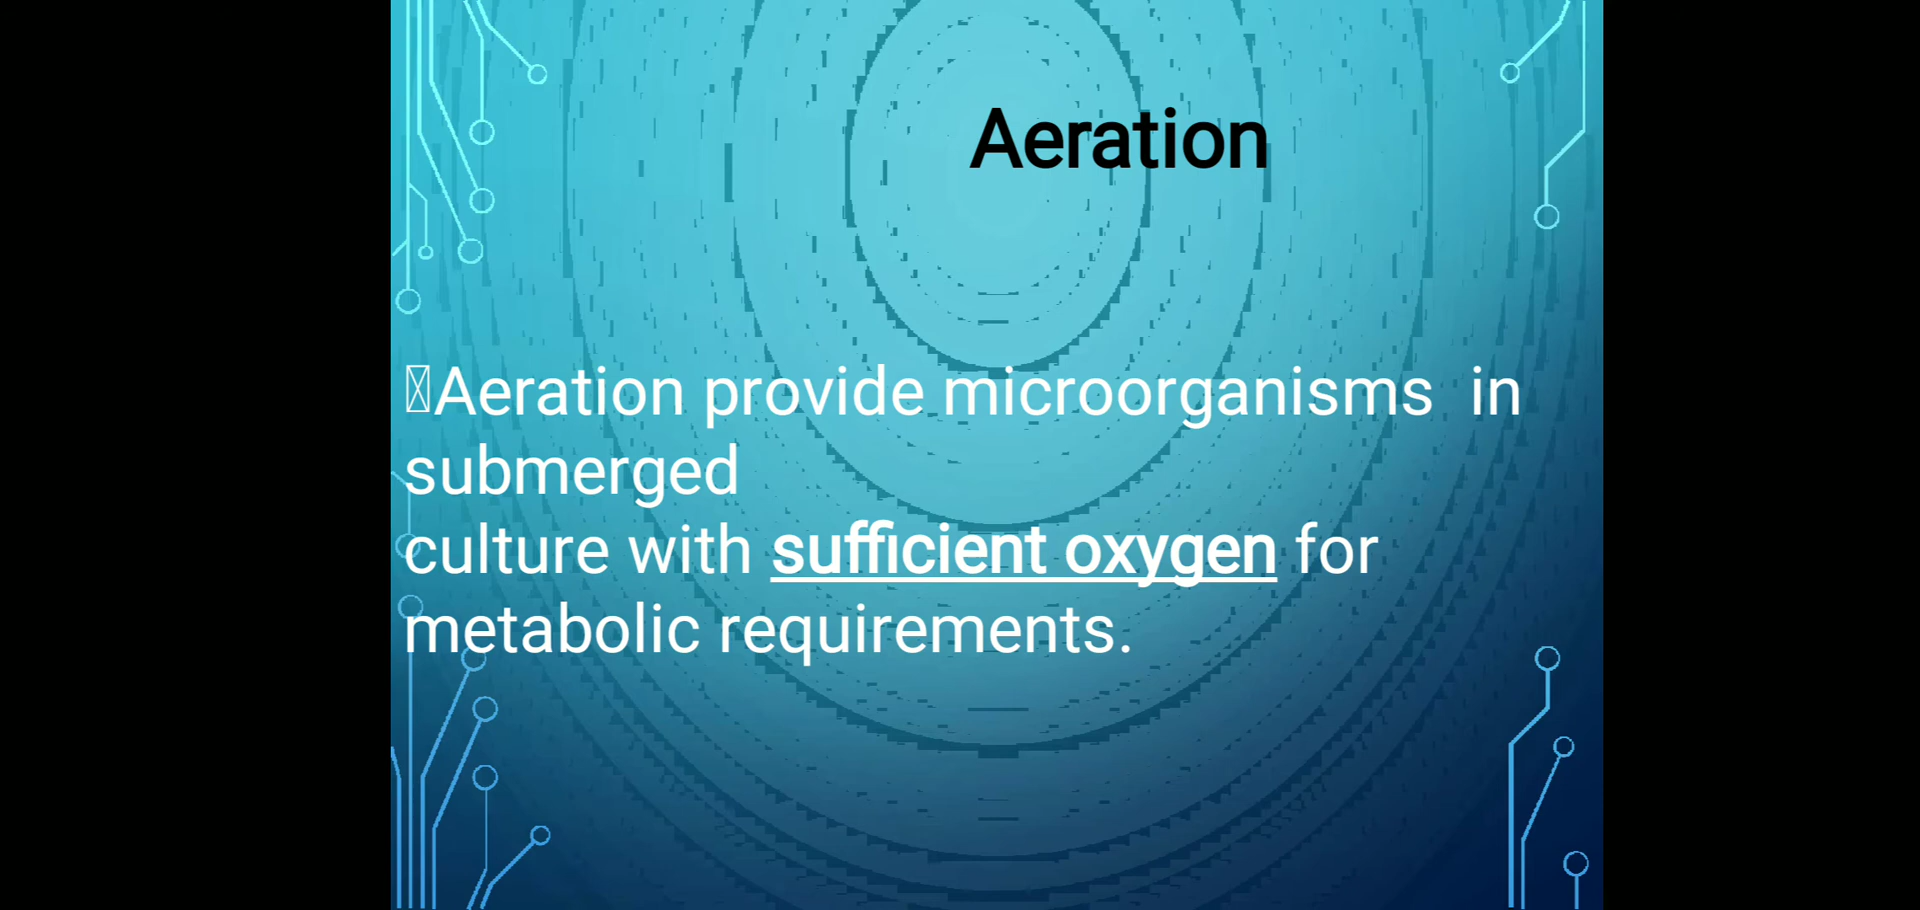 Aeration
Aeration provide microorganisms in
submerged
culture with sufficient oxygen for
metabolic requirements.